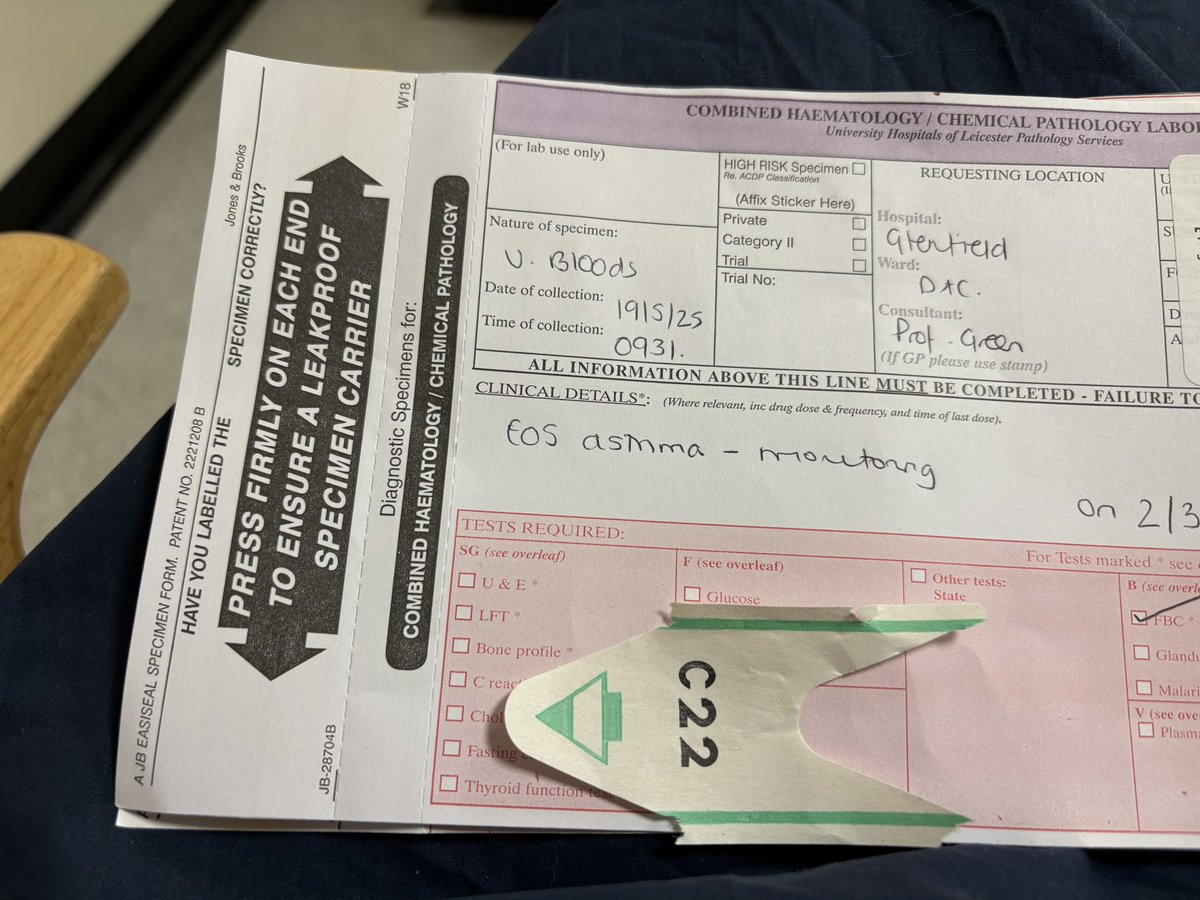 A JB EASISEAL SPECIMEN FORM. PATENT NO. 2221208 B
Jones & Brooks
HAVE YOU LABELLED THE SPECIMEN CORRECTLY?
PRESS FIRMLY ON EACH END
TO ENSURE A LEAKPROOF
SPECIMEN CARRIER
JB-28704B
W18
Diagnostic Specimens for:
COMBINED HAEMATOLOGY / CHEMICAL PATHOLOGY
COMBINED HAEMATOLOGY / CHEMICAL PATHOLOGY LABOR
University Hospitals of Leicester Pathology Services
(For lab use only)
Nature of specimen:
V. Bloods
Date of collection: 19/5/25
Time of collection: 0931.
HIGH RISK Specimen
Re. ACDP Classification
(Affix Sticker Here)
Private
Category II
Trial
Trial No:
REQUESTING LOCATION
Hospital:
Glenfield
Ward:
DAC.
Consultant:
Prof. Green
(If GP please use stamp)
ALL INFORMATION ABOVE THIS LINE MUST BE COMPLETED - FAILURE TO
CLINICAL DETAILS*: (Where relevant, inc drug dose & frequency, and time of last dose).
EOS asthma -
On 2/3
TESTS REQUIRED:
For Tests marked * see
SG (see overleaf)
U & E *
LFT *
Bone profile *
C reac
Chol
Fasting
Thyroid function tes
F (see overleaf)
Glucose
Other tests:
State
B (see overle
FBC *
Glandu
Malari
V (see ove
Plasma
C22